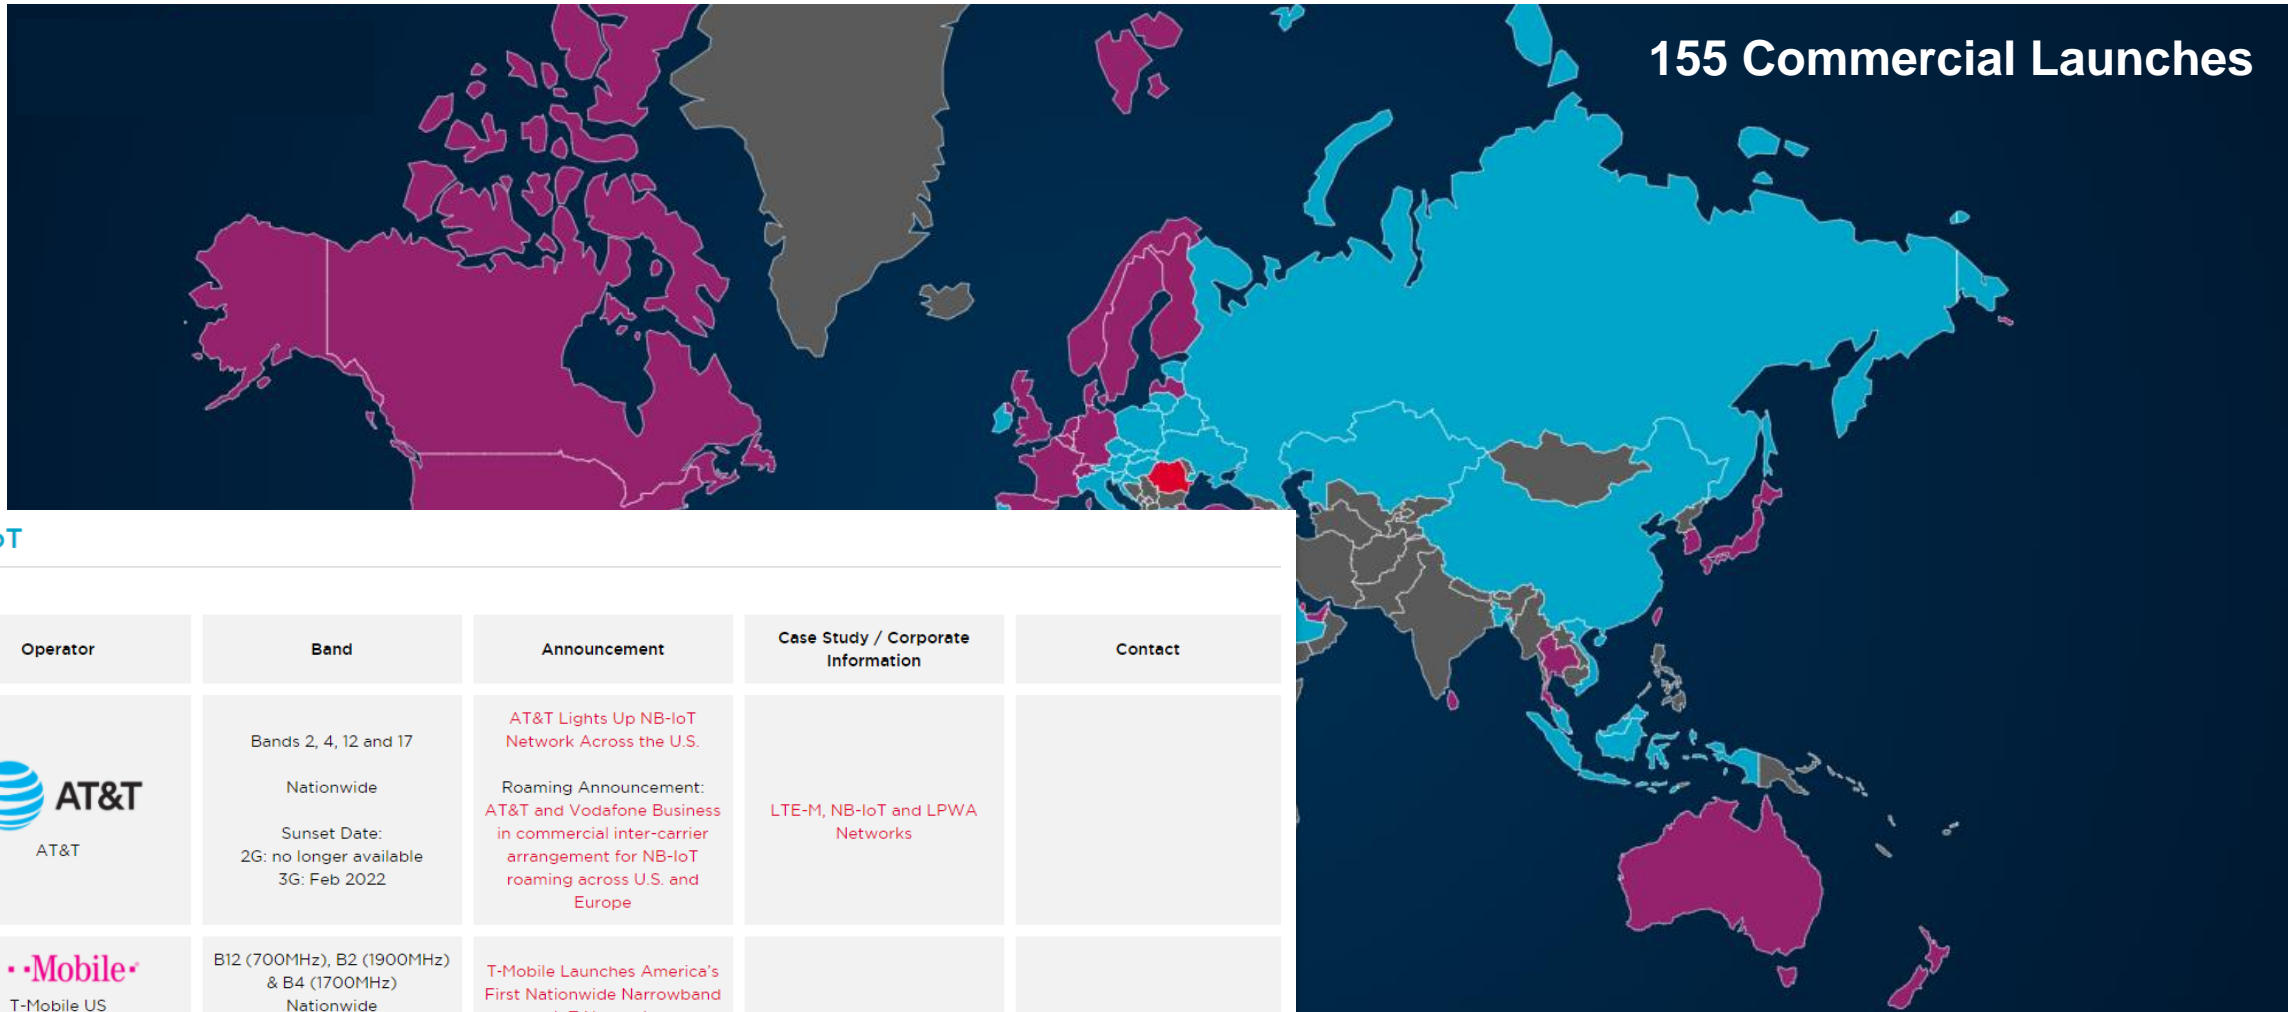 155 Commercial Launches
oT
Operator
Band
Announcement
Case Study / Corporate
Information
Contact
AT&T
AT&T
Bands 2, 4, 12 and 17
Nationwide
Sunset Date:
2G: no longer available
3G: Feb 2022
AT&T Lights Up NB-IoT
Network Across the U.S.
Roaming Announcement:
AT&T and Vodafone Business
in commercial inter-carrier
arrangement for NB-IoT
roaming across U.S. and
Europe
LTE-M, NB-IoT and LPWA
Networks
Mobile
T-Mobile US
B12 (700MHz), B2 (1900MHz)
& B4 (1700MHz)
Nationwide
T-Mobile Launches America's
First Nationwide Narrowband